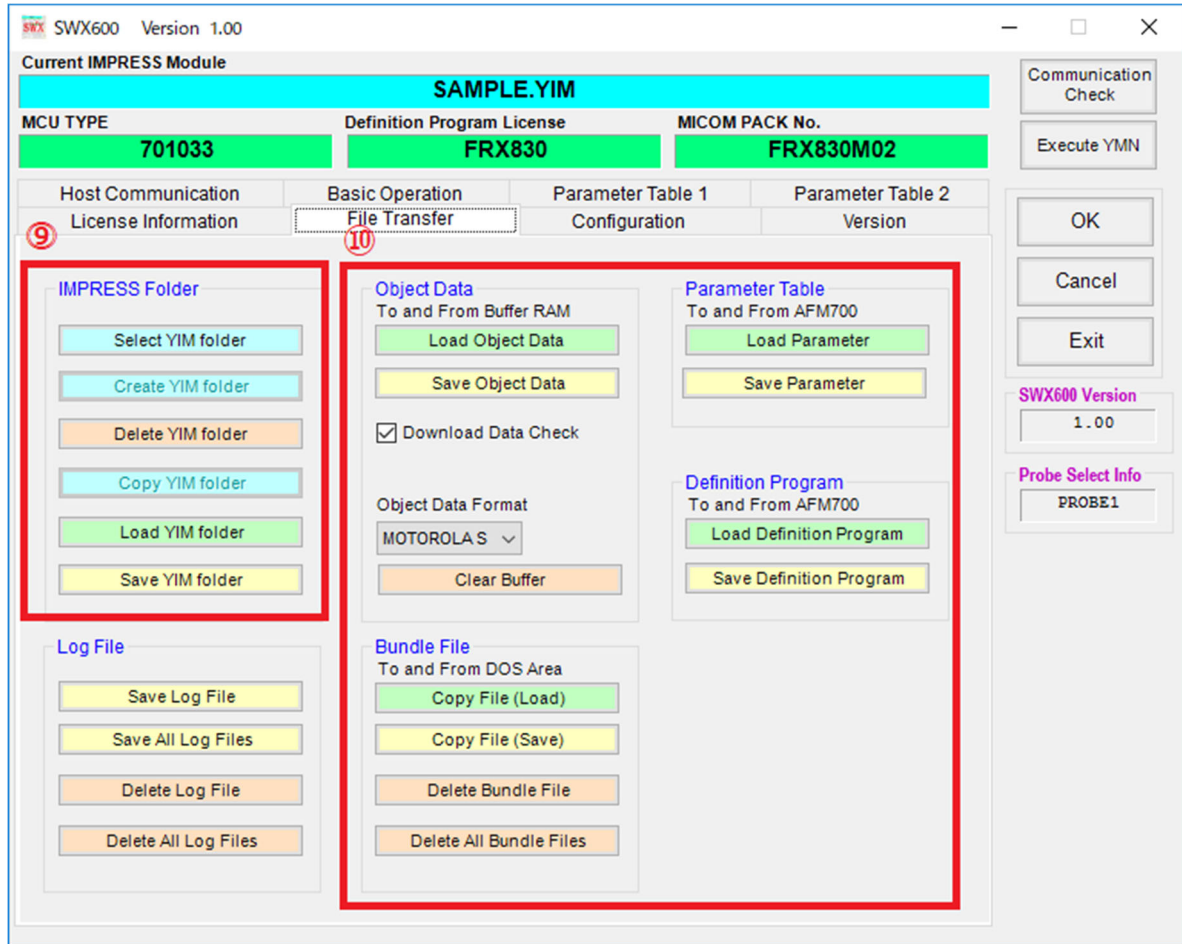 SWX SWX600 Version 1.00
Current IMPRESS Module
SAMPLE.YIM
MCU TYPE
Definition Program License
MICOM PACK No.
701033
FRX830
FRX830M02
Communication
Check
Execute YMN
Host Communication
Basic Operation
Parameter Table 1
Parameter Table 2
License Information
File Transfer
Configuration
Version
⑨
IMPRESS Folder
Select YIM folder
Create YIM folder
Delete YIM folder
Copy YIM folder
Load YIM folder
Save YIM folder
Log File
Save Log File
Save All Log Files
Delete Log File
Delete All Log Files
⑩
Object Data
To and From Buffer RAM
Load Object Data
Save Object Data
Download Data Check
Object Data Format
MOTOROLA S
Clear Buffer
Bundle File
To and From DOS Area
Copy File (Load)
Copy File (Save)
Delete Bundle File
Delete All Bundle Files
Parameter Table
To and From AFM700
Load Parameter
Save Parameter
Definition Program
To and From AFM700
Load Definition Program
Save Definition Program
OK
Cancel
Exit
SWX600 Version
1.00
Probe Select Info
PROBE1